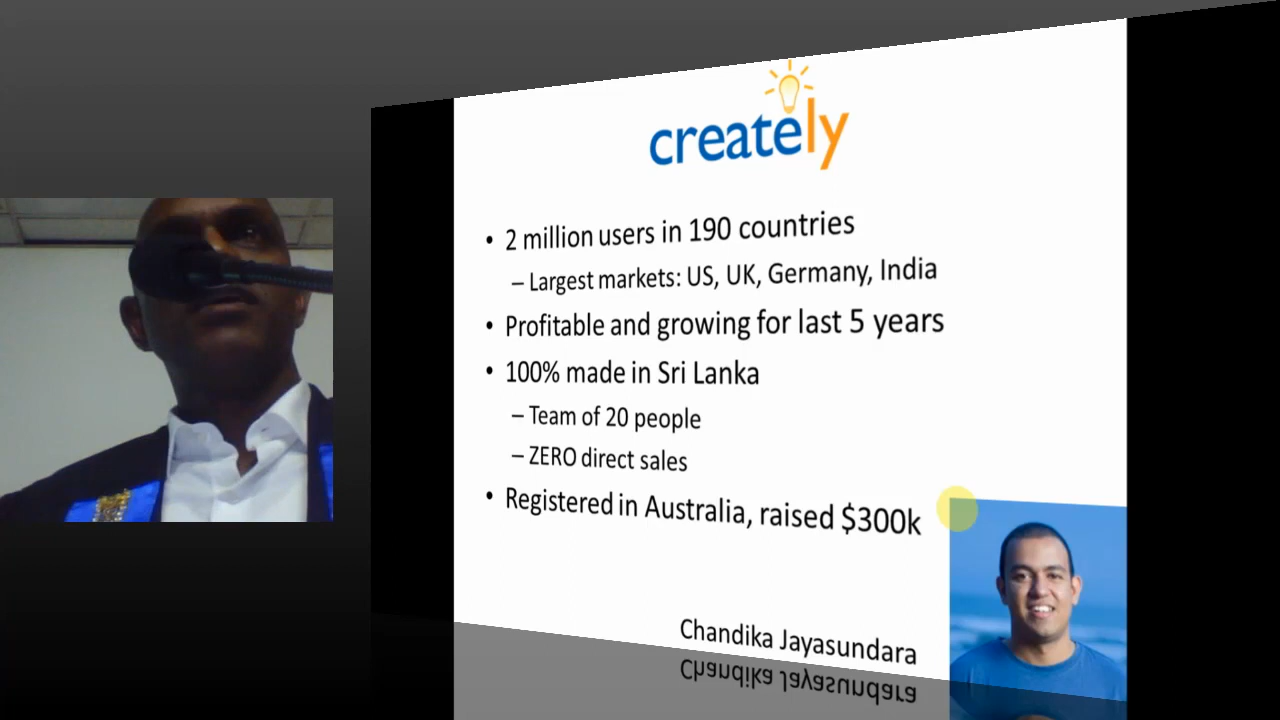 creately
• 2 million users in 190 countries
– Largest markets: US, UK, Germany, India
• Profitable and growing for last 5 years
• 100% made in Sri Lanka
– Team of 20 people
– ZERO direct sales
• Registered in Australia, raised $300k
Chandika Jayasundara